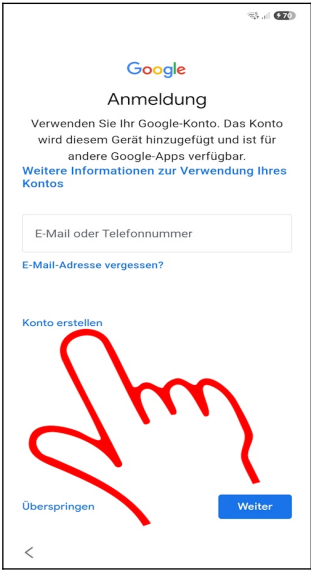 70
Google
Anmeldung
Verwenden Sie Ihr Google-Konto. Das Konto
wird diesem Gerät hinzugefügt und ist für
andere Google-Apps verfügbar.
Weitere Informationen zur Verwendung Ihres
Kontos
E-Mail oder Telefonnummer
E-Mail-Adresse vergessen?
Konto erstellen
Überspringen
Weiter